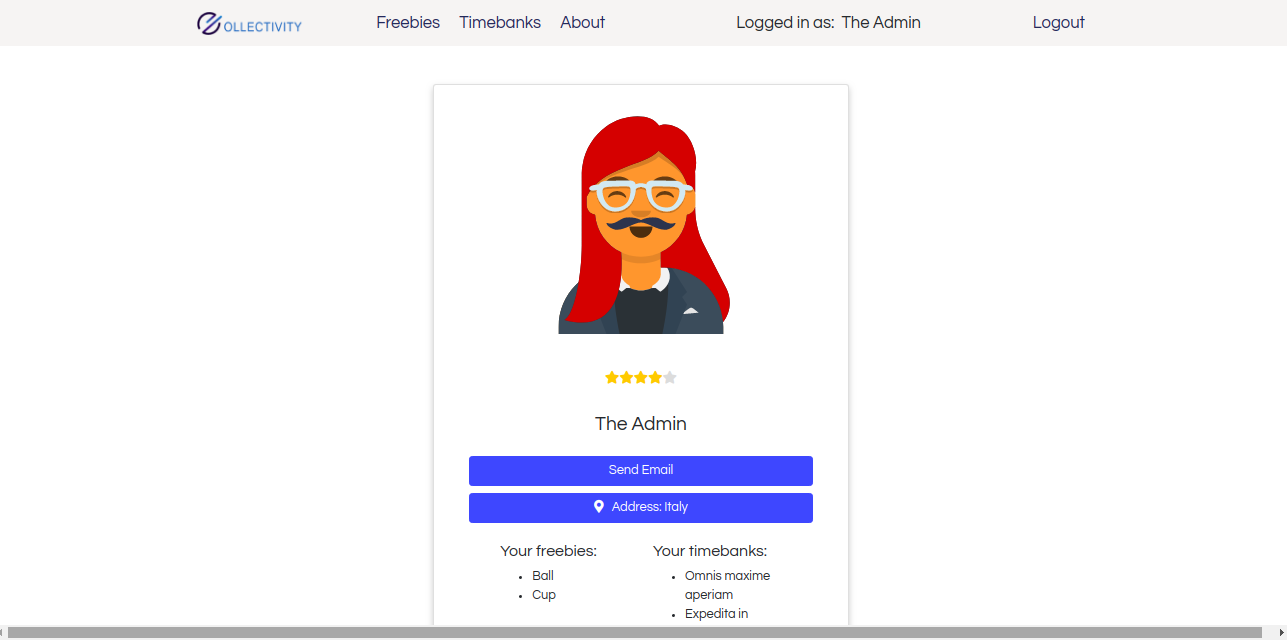 COLLECTIVITY Freebies Timebanks About Logged in as: The Admin Logout
The Admin
Send Email
Address: Italy
Your freebies:
Ball
Cup
Your timebanks:
Omnis maxime
aperiam
Expedita in